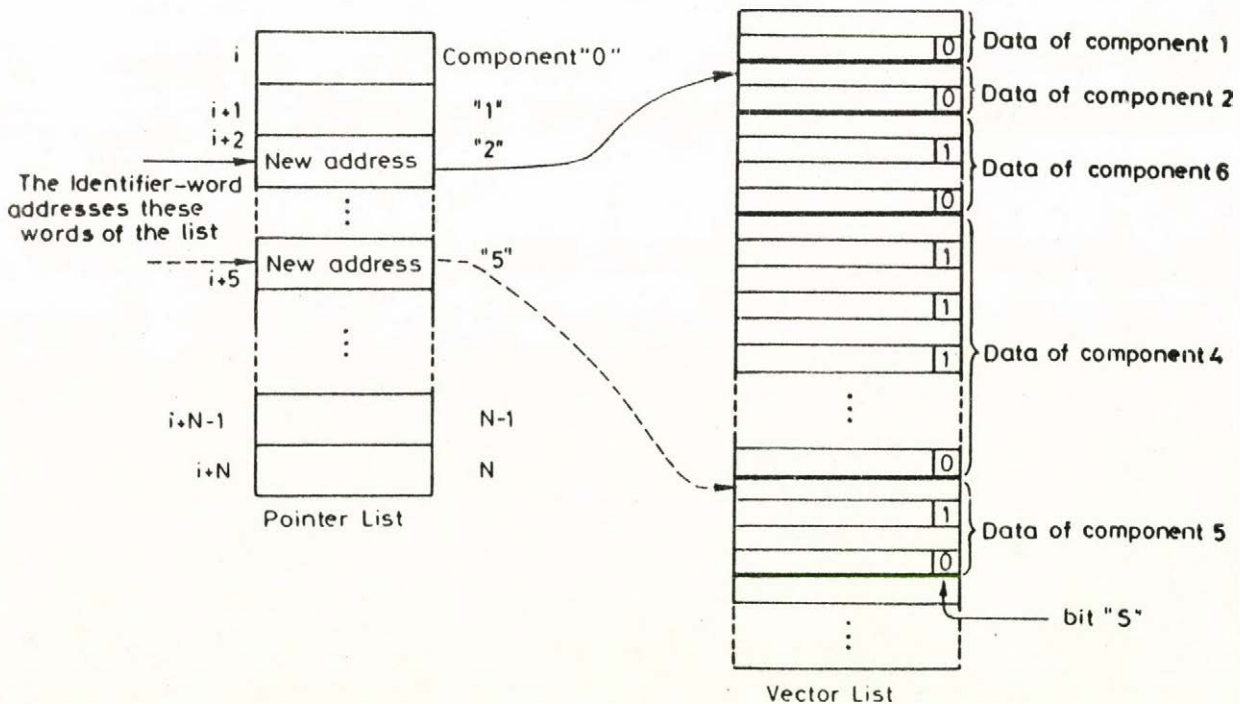 i
Component "0"
i+1
"1"
i+2
New address
"2"
The Identifier-word
addresses these
words of the list
⋮
New address
"5"
i+5
⋮
i+N-1
N-1
i+N
N
Pointer List
0
Data of component 1
0
Data of component 2
1
Data of component 6
0
1
1
Data of component 4
1
⋮
0
1
Data of component 5
0
bit "S"
⋮
Vector List